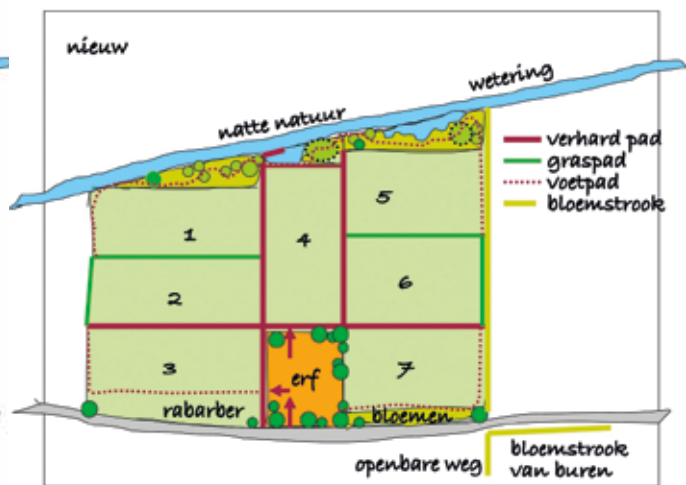 nieuw
wetering
natte natuur
verhard pad
graspad
voetpad
bloemstrook
5
1
4
2
6
3
erf
7
rabarber
bloemen
openbare weg
bloemstrook
van buren